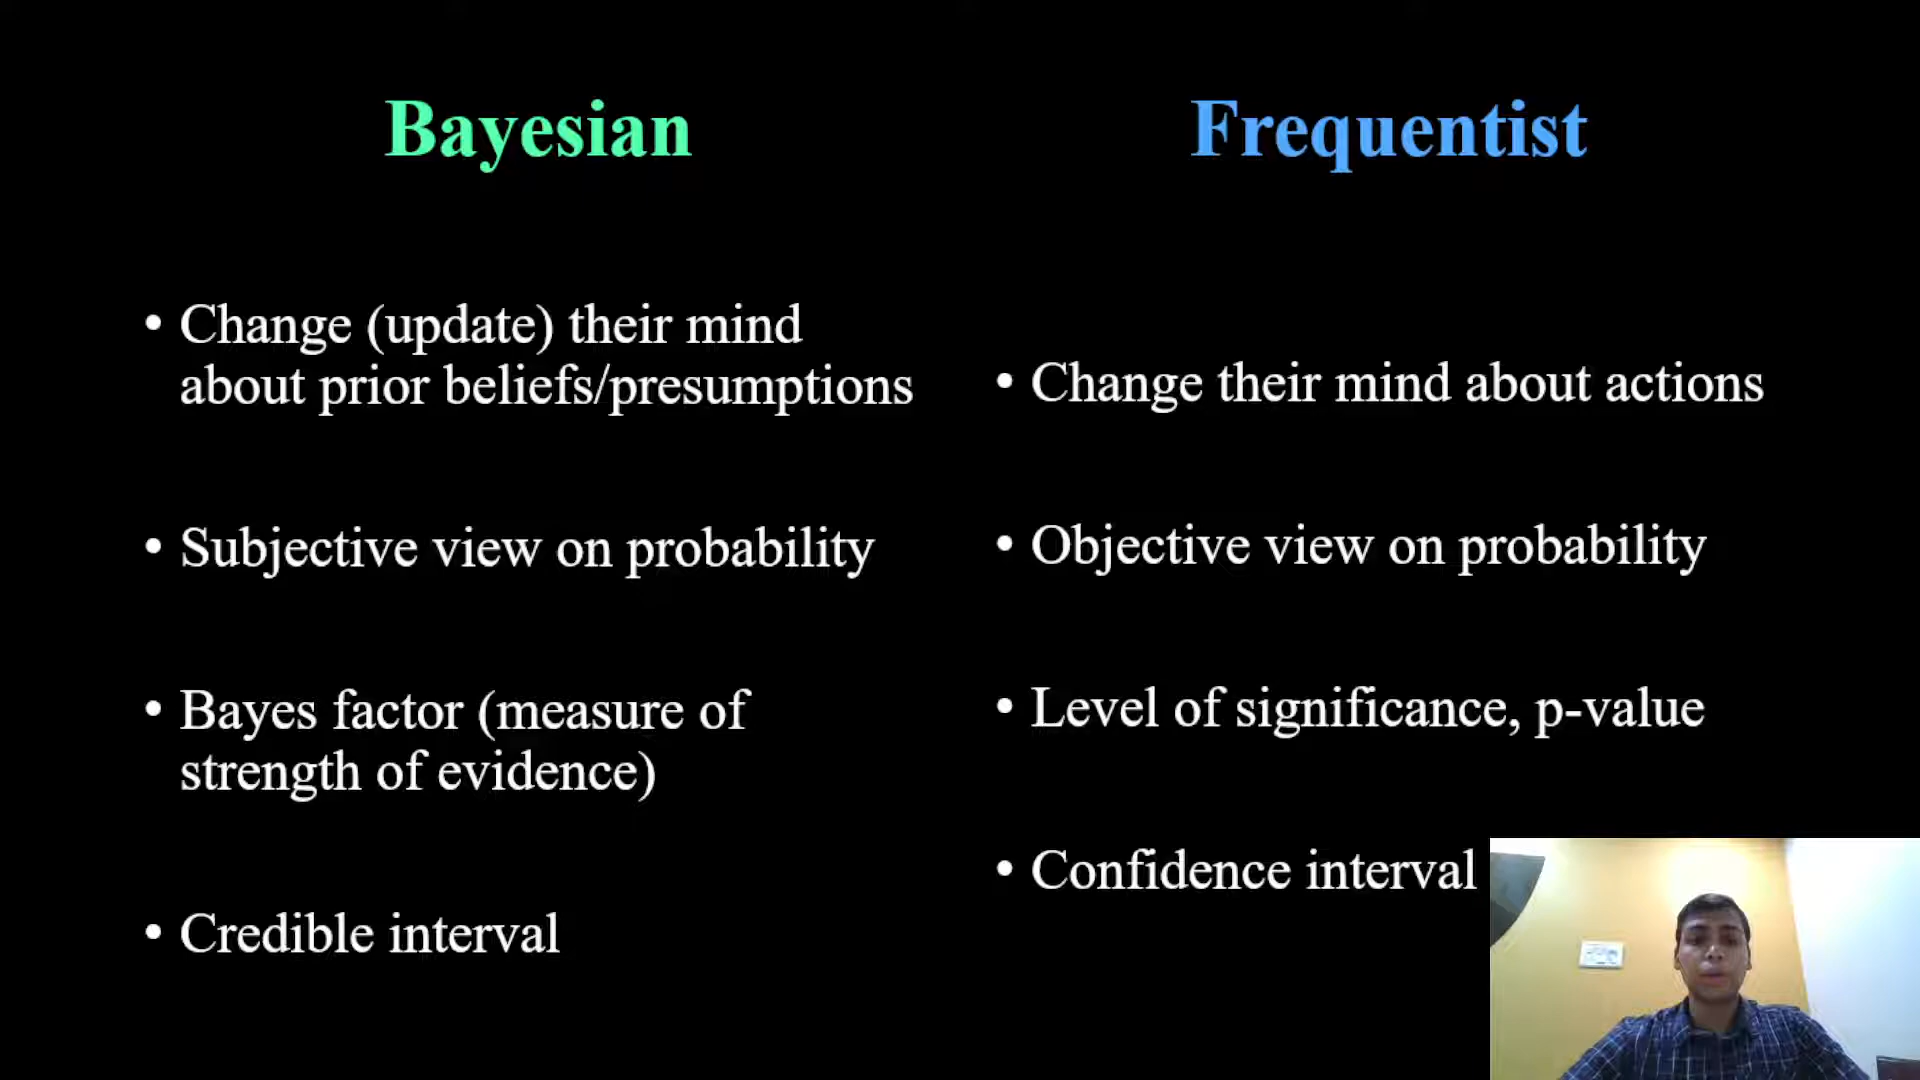 Bayesian
• Change (update) their mind
about prior beliefs/presumptions
• Subjective view on probability
• Bayes factor (measure of
strength of evidence)
• Credible interval
Frequentist
• Change their mind about actions
• Objective view on probability
• Level of significance, p-value
• Confidence interval